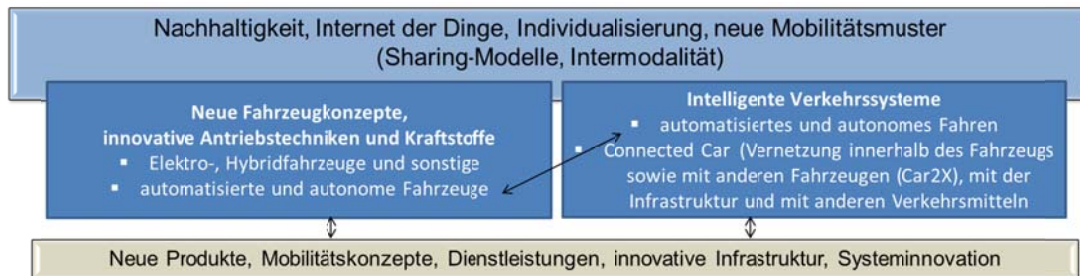 Nachhaltigkeit, Internet der Dinge, Individualisierung, neue Mobilitätsmuster
(Sharing-Modelle, Intermodalität)
Neue Fahrzeugkonzepte,
innovative Antriebstechniken und Kraftstoffe
▪ Elektro-, Hybridfahrzeuge und sonstige
▪ automatisierte und autonome Fahrzeuge
Intelligente Verkehrssysteme
▪ automatisiertes und autonomes Fahren
▪ Connected Car (Vernetzung innerhalb des Fahrzeugs
sowie mit anderen Fahrzeugen (Car2X), mit der
Infrastruktur und mit anderen Verkehrsmitteln
Neue Produkte, Mobilitätskonzepte, Dienstleistungen, innovative Infrastruktur, Systeminnovation